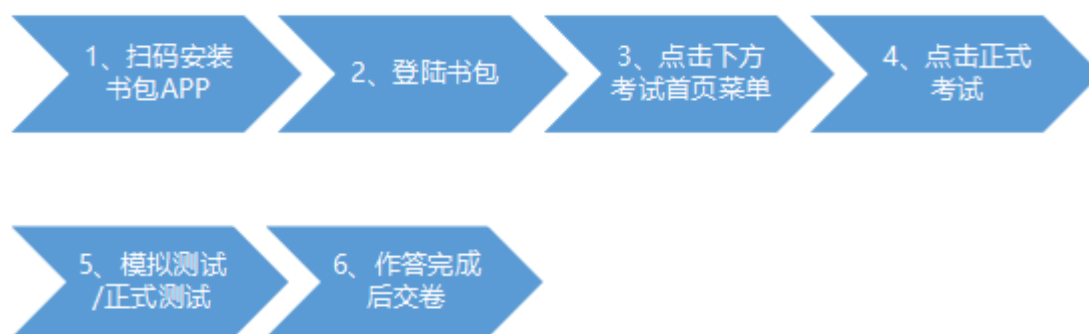 1、扫码安装
书包APP
2、登陆书包
3、点击下方
考试首页菜单
4、点击正式
考试
5、模拟测试
/正式测试
6、作答完成
后交卷